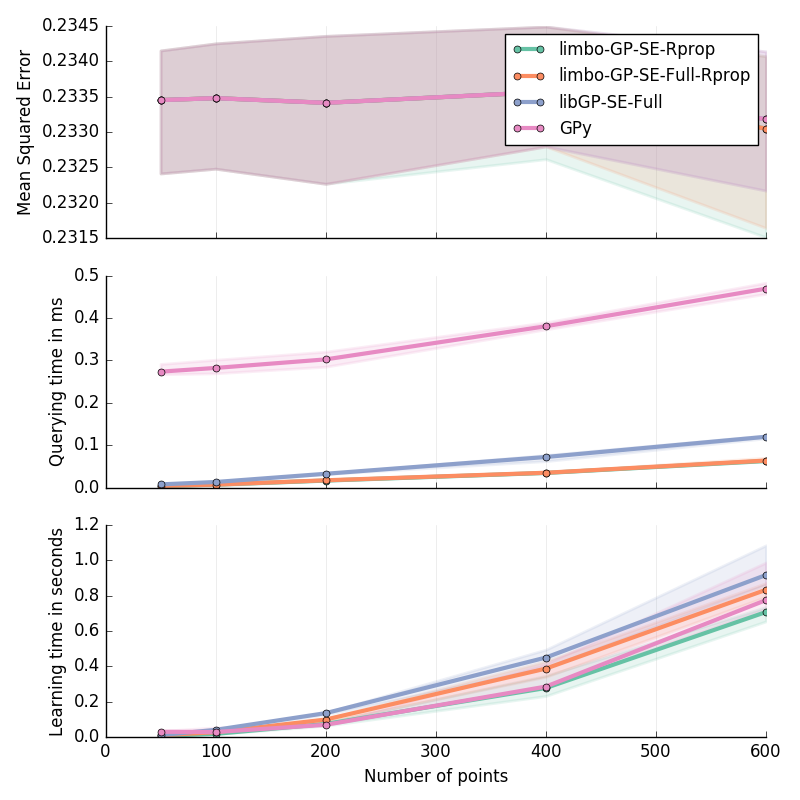 0.2345
0.2340
0.2335
0.2330
0.2325
0.2320
0.2315
Mean Squared Error
limbo-GP-SE-Rprop
limbo-GP-SE-Full-Rprop
libGP-SE-Full
GPy
0.5
0.4
0.3
0.2
0.1
0.0
Querying time in ms
1.2
1.0
0.8
0.6
0.4
0.2
0.0
Learning time in seconds
0 100 200 300 400 500 600
Number of points